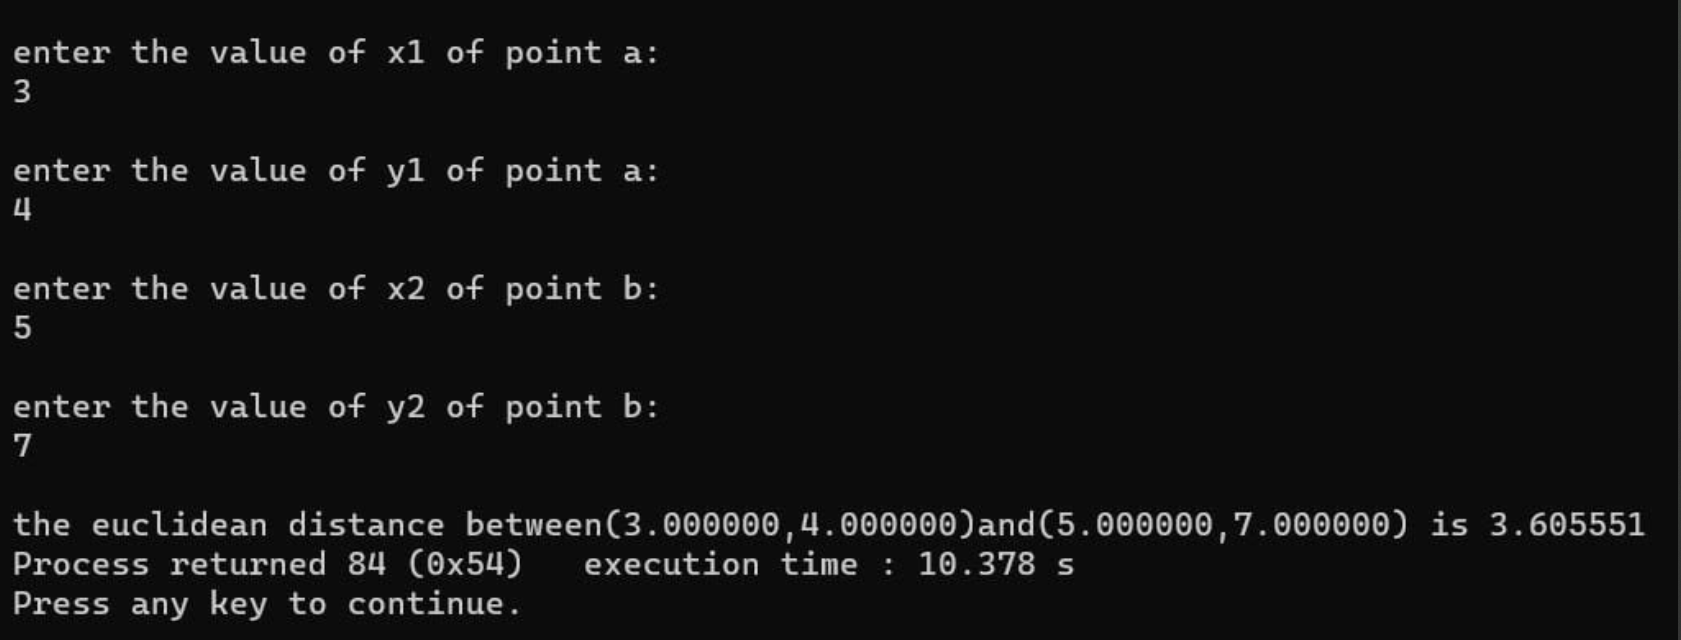 enter the value of x1 of point a:
3
enter the value of y1 of point a:
4
enter the value of x2 of point b:
5
enter the value of y2 of point b:
7
the euclidean distance between(3.000000,4.000000)and(5.000000,7.000000) is 3.605551
Process returned 84 (0x54)   execution time : 10.378 s
Press any key to continue.